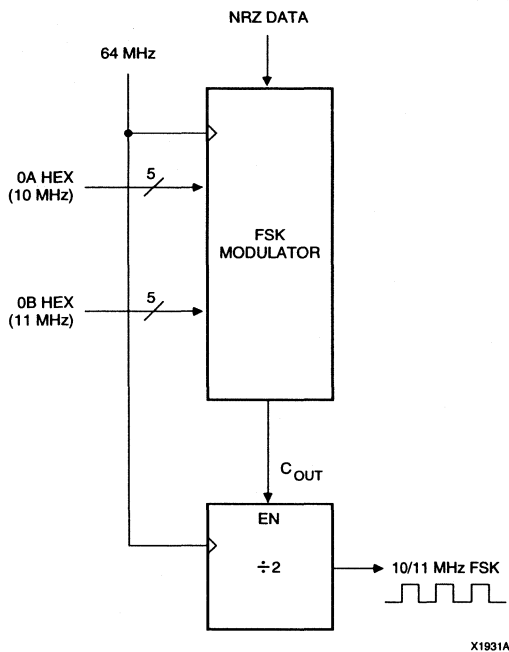 NRZ DATA
64 MHz
0A HEX
(10 MHz)
5
FSK
MODULATOR
0B HEX
(11 MHz)
5
COUT
EN
÷2
10/11 MHz FSK
X1931A